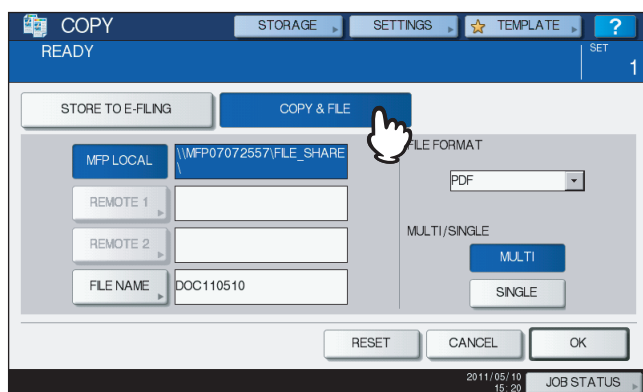 COPY
STORAGE
SETTINGS
TEMPLATE
?
READY
SET
1
STORE TO E-FILING
COPY & FILE
MFP LOCAL
\\MFP07072557\FILE_SHARE
\
REMOTE 1
REMOTE 2
FILE NAME
DOC110510
FILE FORMAT
PDF
MULTI/SINGLE
MULTI
SINGLE
RESET
CANCEL
OK
2011/05/10
15:20
JOB STATUS